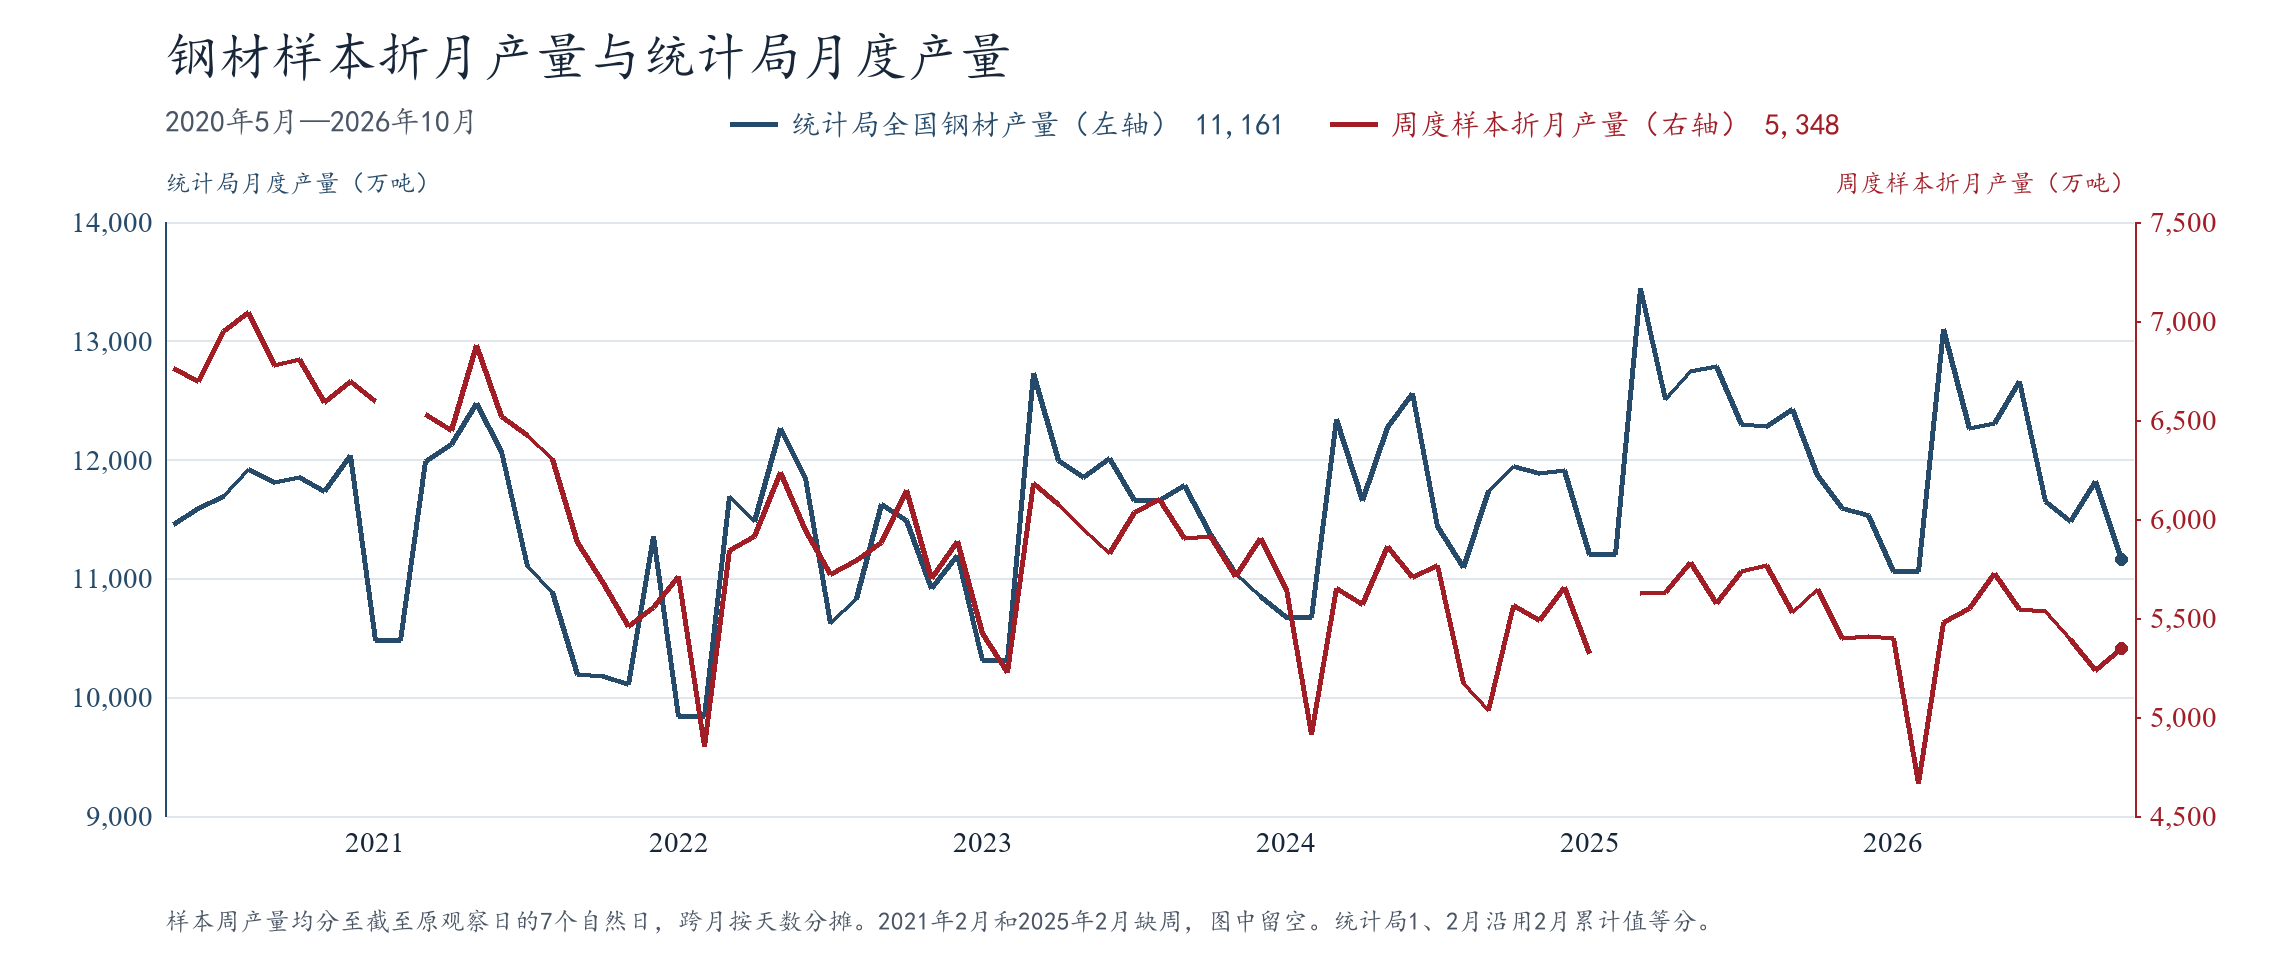 钢材样本折月产量与统计局月度产量
2020年5月—2026年10月
统计局全国钢材产量（左轴） 11,161
周度样本折月产量（右轴） 5,348
统计局月度产量（万吨）
周度样本折月产量（万吨）
14,000
13,000
12,000
11,000
10,000
9,000
7,500
7,000
6,500
6,000
5,500
5,000
4,500
2021
2022
2023
2024
2025
2026
样本周产量均分至截至原观察日的7个自然日，跨月按天数分摊。2021年2月和2025年2月缺周，图中留空。统计局1、2月沿用2月累计值等分。